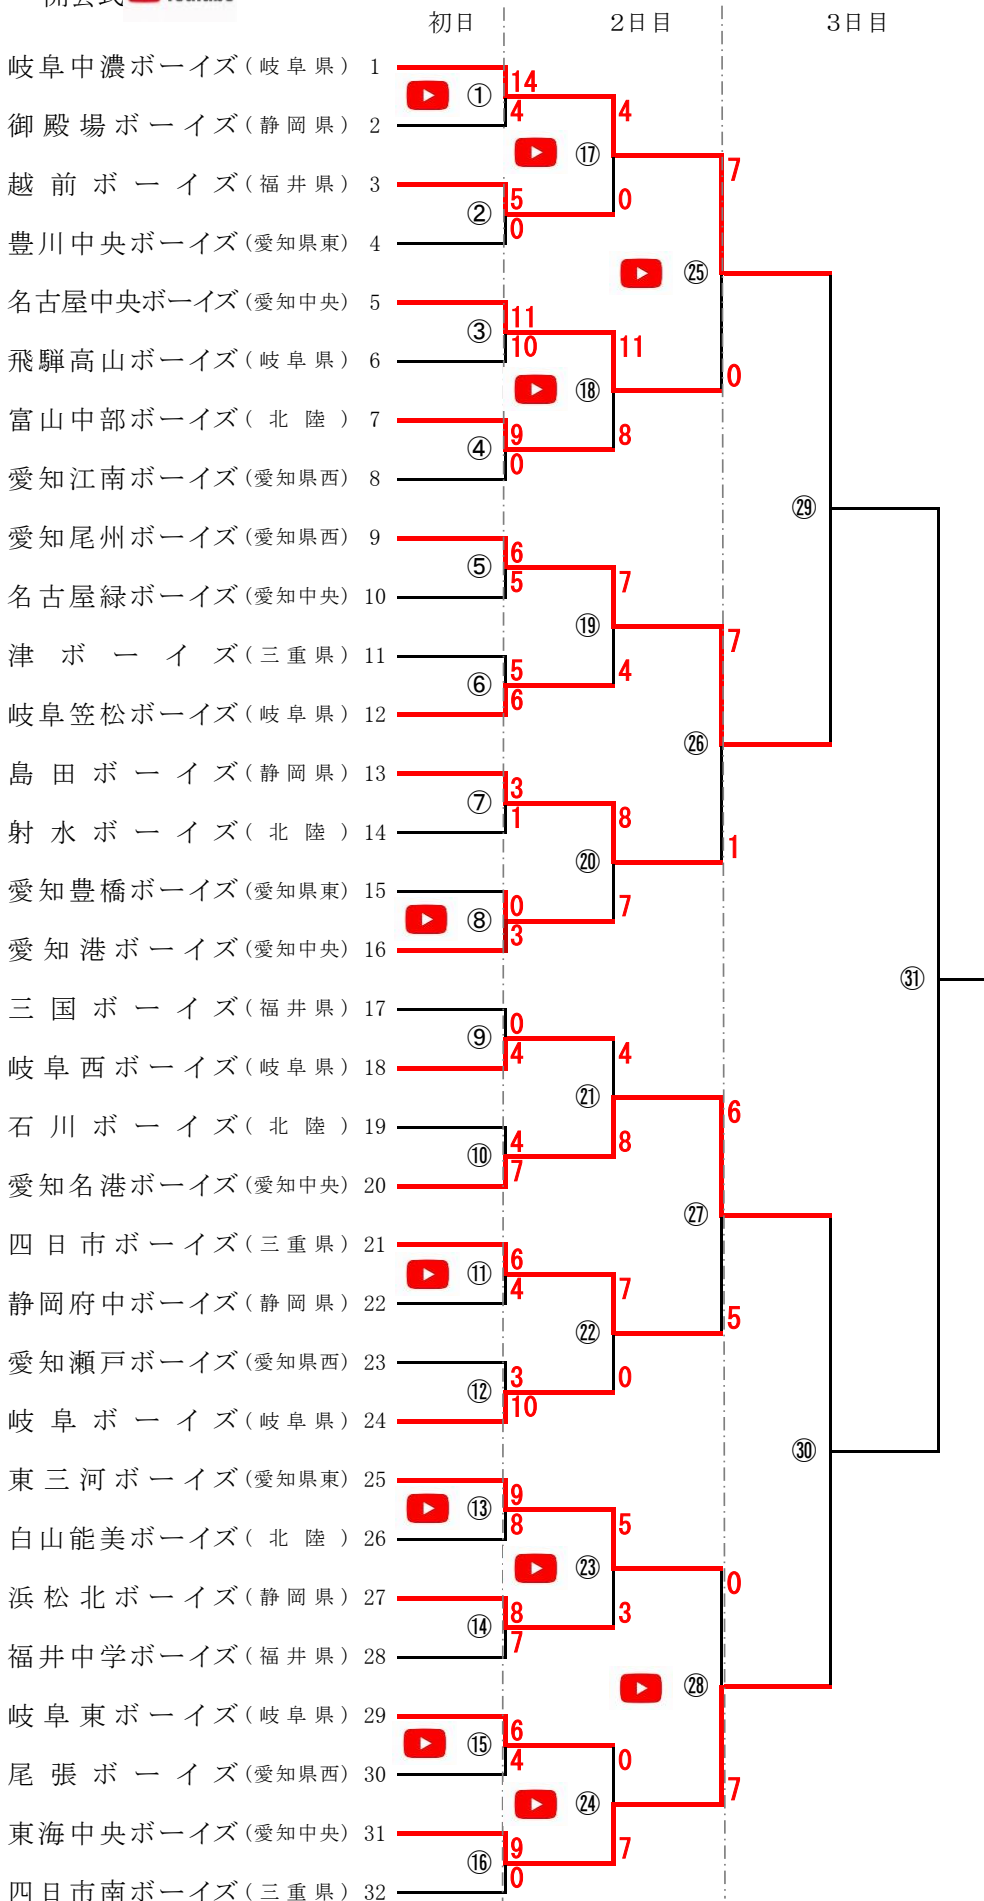 初日 2日目 3日目
岐阜中濃ボーイズ(岐阜県) 1
① 14
4 4
御殿場ボーイズ(静岡県) 2
⑰ 7
越前ボーイズ(福井県) 3
② 5 0
0
豊川中央ボーイズ(愛知県東) 4
㉕
名古屋中央ボーイズ(愛知中央) 5
③ 11
10 11
飛騨高山ボーイズ(岐阜県) 6
⑱ 0
富山中部ボーイズ(北陸) 7
④ 9 8
0
愛知江南ボーイズ(愛知県西) 8
㉙
愛知尾州ボーイズ(愛知県西) 9
⑤ 6
5 7
名古屋緑ボーイズ(愛知中央) 10
⑲ 7
津ボーイズ(三重県) 11
⑥ 5 4
6
岐阜笠松ボーイズ(岐阜県) 12
㉖
島田ボーイズ(静岡県) 13
⑦ 3
1 8
射水ボーイズ(北陸) 14
⑳ 1
愛知豊橋ボーイズ(愛知県東) 15
⑧ 0 7
3
愛知港ボーイズ(愛知中央) 16
㉛
三国ボーイズ(福井県) 17
⑨ 0
4 4
岐阜西ボーイズ(岐阜県) 18
㉑ 6
石川ボーイズ(北陸) 19
⑩ 4 8
7
愛知名港ボーイズ(愛知中央) 20
㉗
四日市ボーイズ(三重県) 21
⑪ 6
4 7
静岡府中ボーイズ(静岡県) 22
㉒ 5
愛知瀬戸ボーイズ(愛知県西) 23
⑫ 3 0
10
岐阜ボーイズ(岐阜県) 24
㉚
東三河ボーイズ(愛知県東) 25
⑬ 9
8 5
白山能美ボーイズ(北陸) 26
㉓ 0
浜松北ボーイズ(静岡県) 27
⑭ 8 3
7
福井中学ボーイズ(福井県) 28
㉘
岐阜東ボーイズ(岐阜県) 29
⑮ 6
4 0
尾張ボーイズ(愛知県西) 30
㉔ 7
東海中央ボーイズ(愛知中央) 31
⑯ 9 7
0
四日市南ボーイズ(三重県) 32